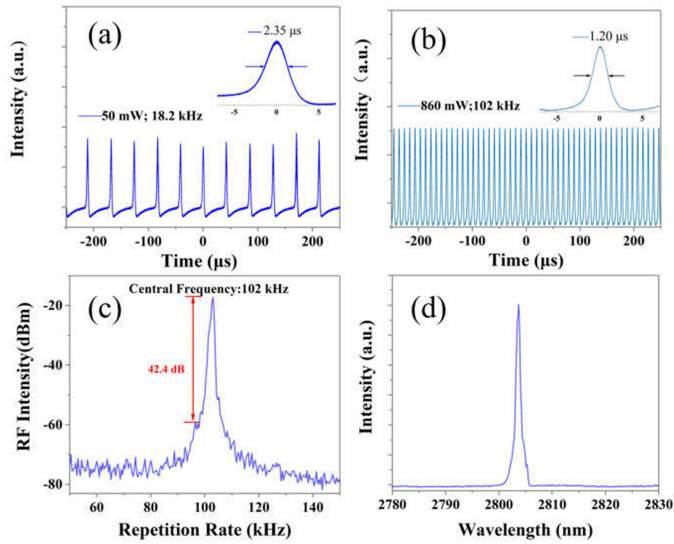 (a)
2.35 μs
-5 0 5
50 mW; 18.2 kHz
Intensity (a.u.)
-200 -100 0 100 200
Time (μs)
(b)
1.20 μs
-5 0 5
860 mW;102 kHz
Intensity (a.u.)
-200 -100 0 100 200
Time (μs)
(c)
Central Frequency:102 kHz
42.4 dB
RF Intensity(dBm)
-20
-40
-60
-80
60 80 100 120 140
Repetition Rate (kHz)
(d)
Intensity (a.u.)
2780 2790 2800 2810 2820 2830
Wavelength (nm)